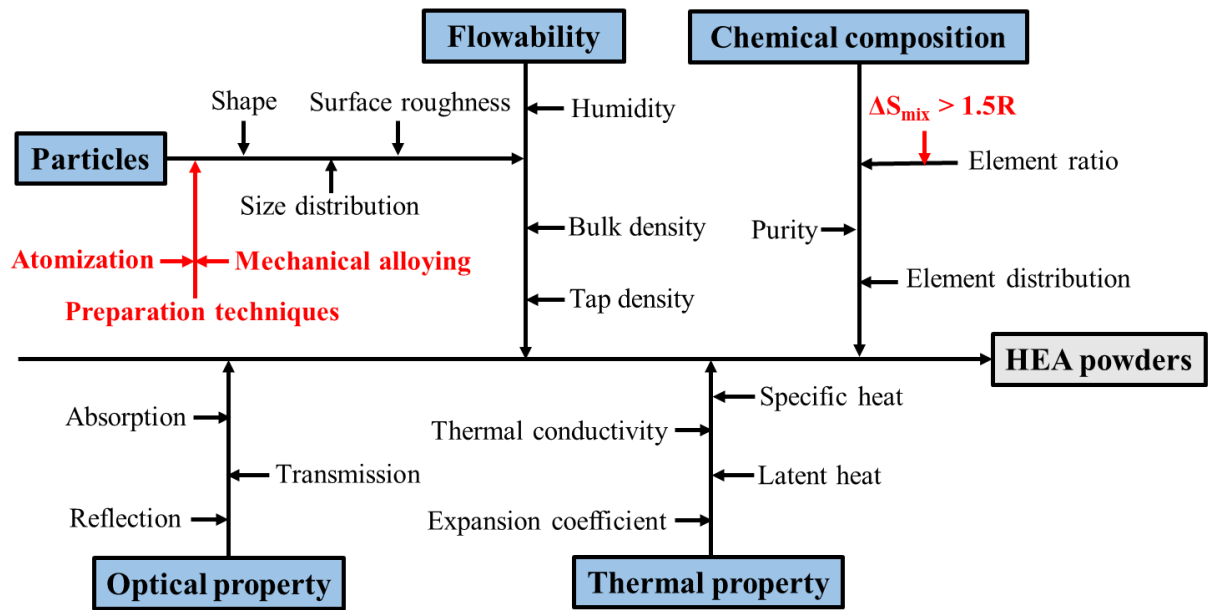 Flowability
Chemical composition
Shape
Surface roughness
Humidity
ΔSmix > 1.5R
Particles
Element ratio
Size distribution
Bulk density
Purity
Atomization
Mechanical alloying
Element distribution
Tap density
Preparation techniques
HEA powders
Absorption
Specific heat
Thermal conductivity
Transmission
Latent heat
Reflection
Expansion coefficient
Optical property
Thermal property